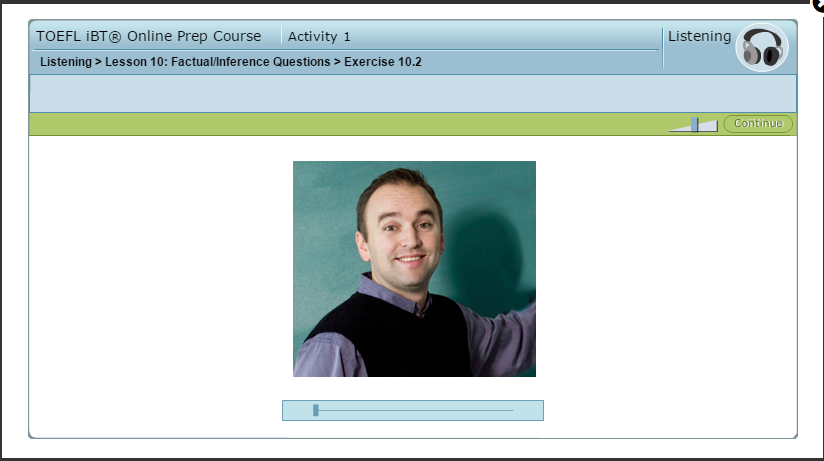 TOEFL iBT® Online Prep Course Activity 1 Listening
Listening > Lesson 10: Factual/Inference Questions > Exercise 10.2
Continue